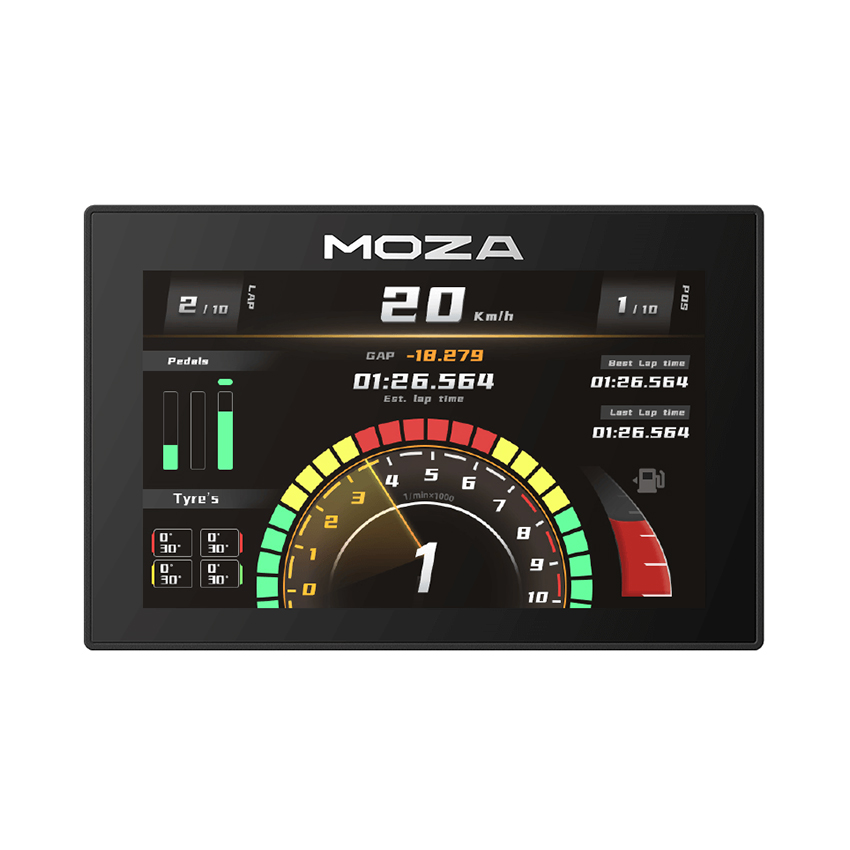 MOZA
2 / 10 LAP
20 Km/h
1 / 10 POS
Pedals
GAP -18.279
01:26.564
Est. lap time
Best Lap time
01:26.564
Last Lap time
01:26.564
Tyre's
0° 0°
30° 30°
0° 0°
30° 30°
0 1 2 3 4 5 6 7 8 9 10
1/min×1000
1